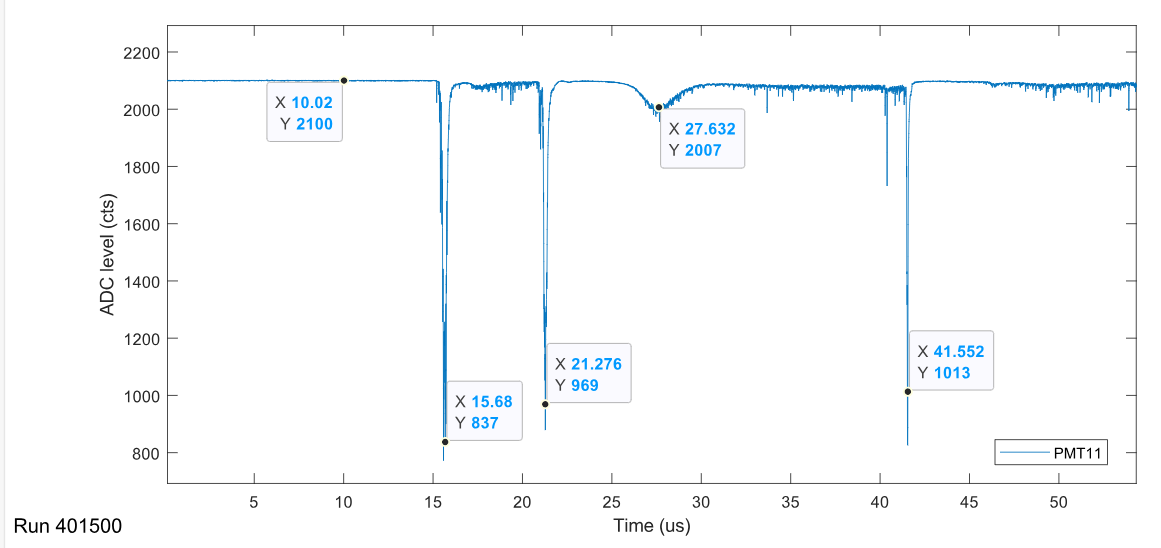 2200
2000
1800
1600
1400
1200
1000
800
ADC level (cts)
X 10.02
Y 2100
X 27.632
Y 2007
X 41.552
Y 1013
X 21.276
Y 969
X 15.68
Y 837
PMT11
5 10 15 20 25 30 35 40 45 50
Time (us)
Run 401500